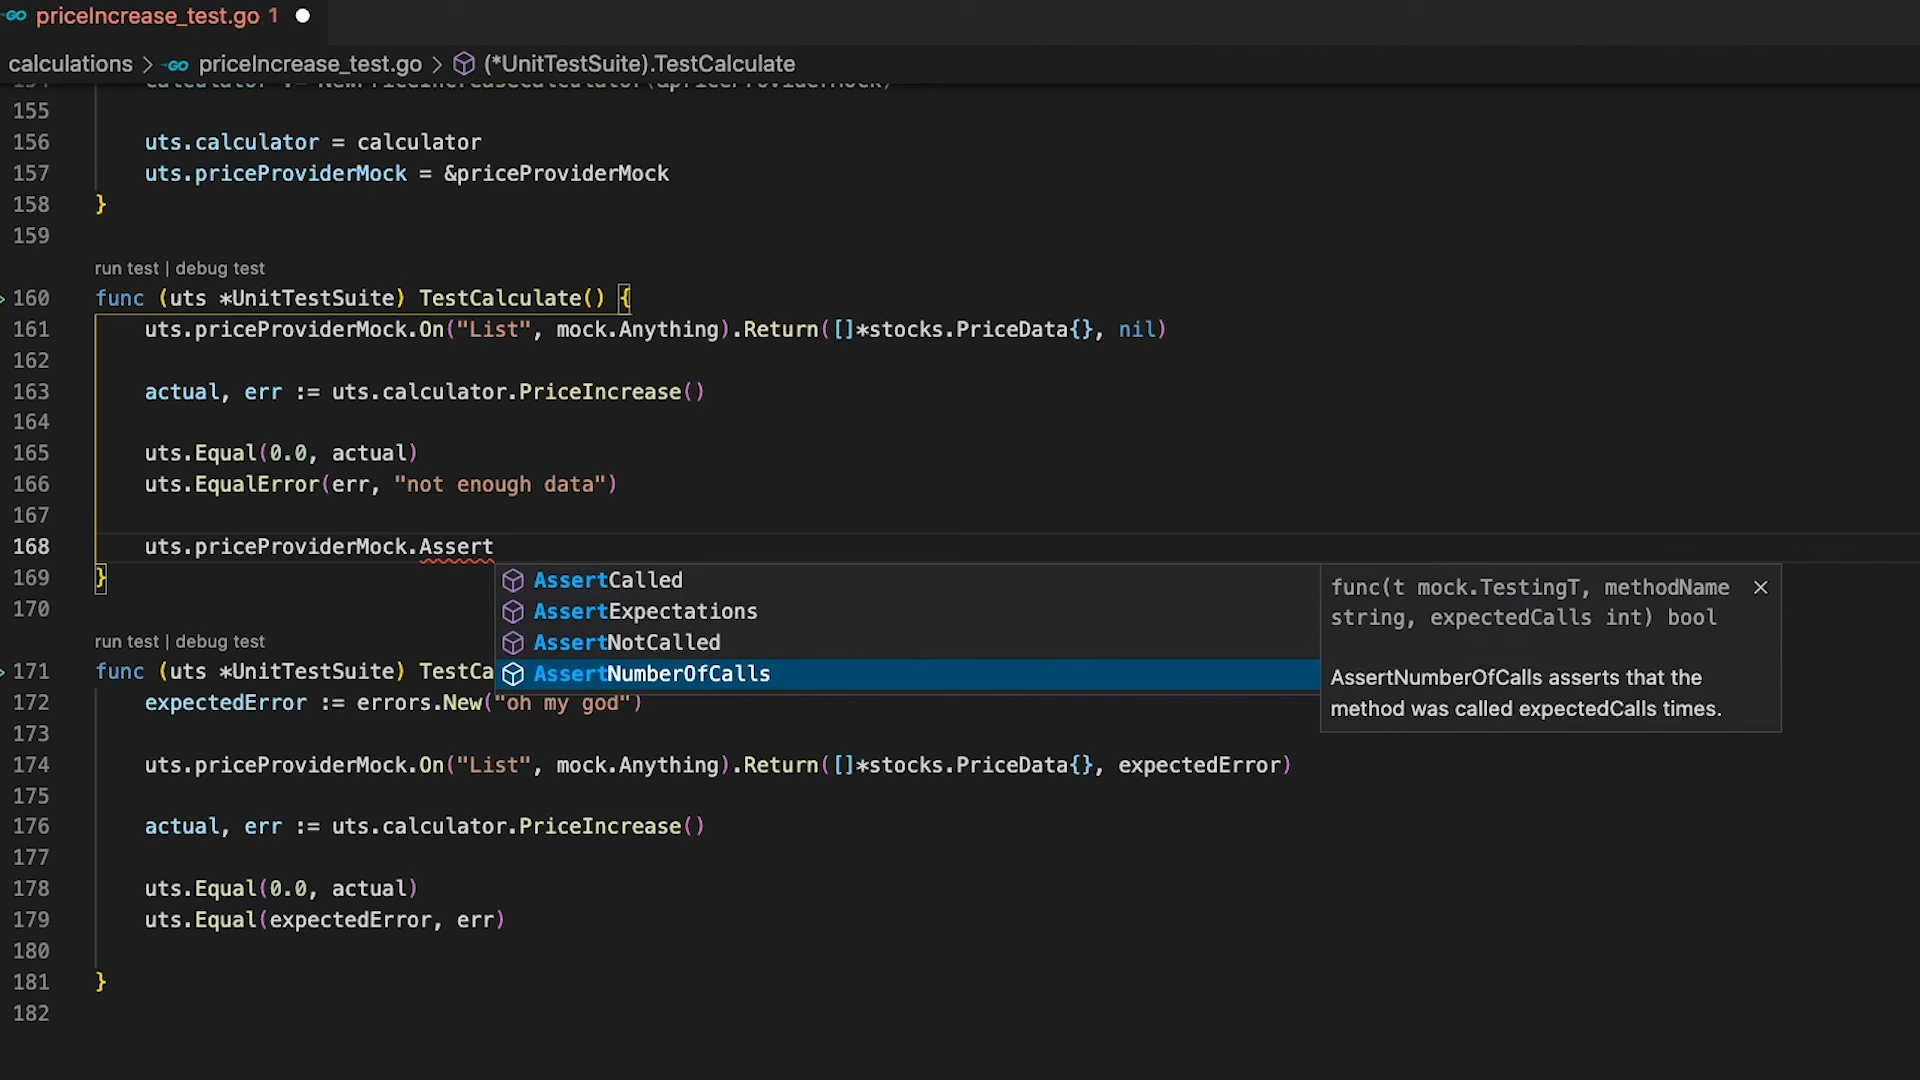 priceIncrease_test.go 1
calculations > priceIncrease_test.go > (*UnitTestSuite).TestCalculate
154 calculator := NewPriceIncreaseCalculator(&priceProviderMock)
155
156 uts.calculator = calculator
157 uts.priceProviderMock = &priceProviderMock
158 }
159
run test | debug test
160 func (uts *UnitTestSuite) TestCalculate() {
161 uts.priceProviderMock.On("List", mock.Anything).Return([]*stocks.PriceData{}, nil)
162
163 actual, err := uts.calculator.PriceIncrease()
164
165 uts.Equal(0.0, actual)
166 uts.EqualError(err, "not enough data")
167
168 uts.priceProviderMock.Assert
169 }
170
AssertCalled
AssertExpectations
AssertNotCalled
AssertNumberOfCalls
func(t mock.TestingT, methodName
string, expectedCalls int) bool
AssertNumberOfCalls asserts that the
method was called expectedCalls times.
run test | debug test
171 func (uts *UnitTestSuite) TestCa
172 expectedError := errors.New("oh my god")
173
174 uts.priceProviderMock.On("List", mock.Anything).Return([]*stocks.PriceData{}, expectedError)
175
176 actual, err := uts.calculator.PriceIncrease()
177
178 uts.Equal(0.0, actual)
179 uts.Equal(expectedError, err)
180
181 }
182